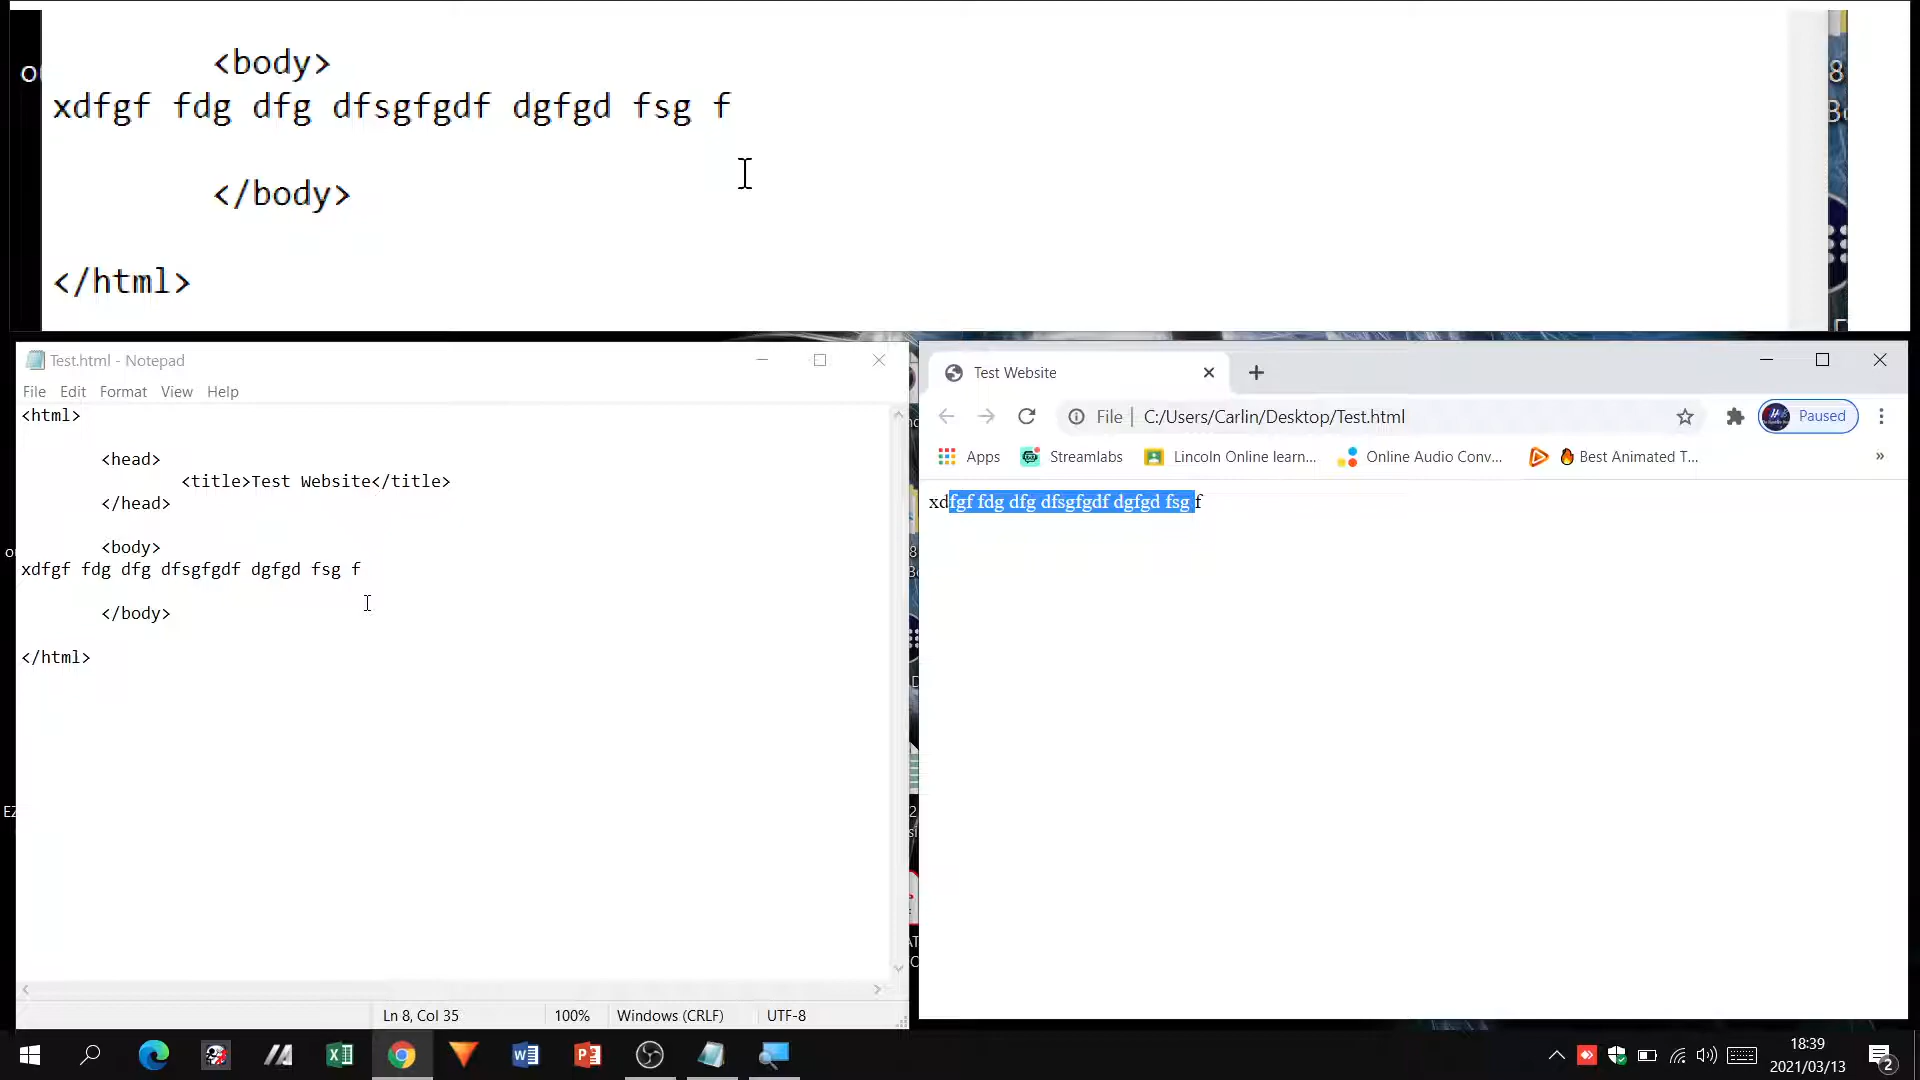 <body>
xdfgf fdg dfg dfsgfgdf dgfgd fsg f
</body>
</html>
Test.html - Notepad
File Edit Format View Help
<html>
<head>
<title>Test Website</title>
</head>
<body>
xdfgf fdg dfg dfsgfgdf dgfgd fsg f
</body>
</html>
Ln 8, Col 35 100% Windows (CRLF) UTF-8
Test Website
File C:/Users/Carlin/Desktop/Test.html Paused
Apps Streamlabs Lincoln Online learn... Online Audio Conv... Best Animated T... »
xdfgf fdg dfg dfsgfgdf dgfgd fsg f
18:39
2021/03/13
2